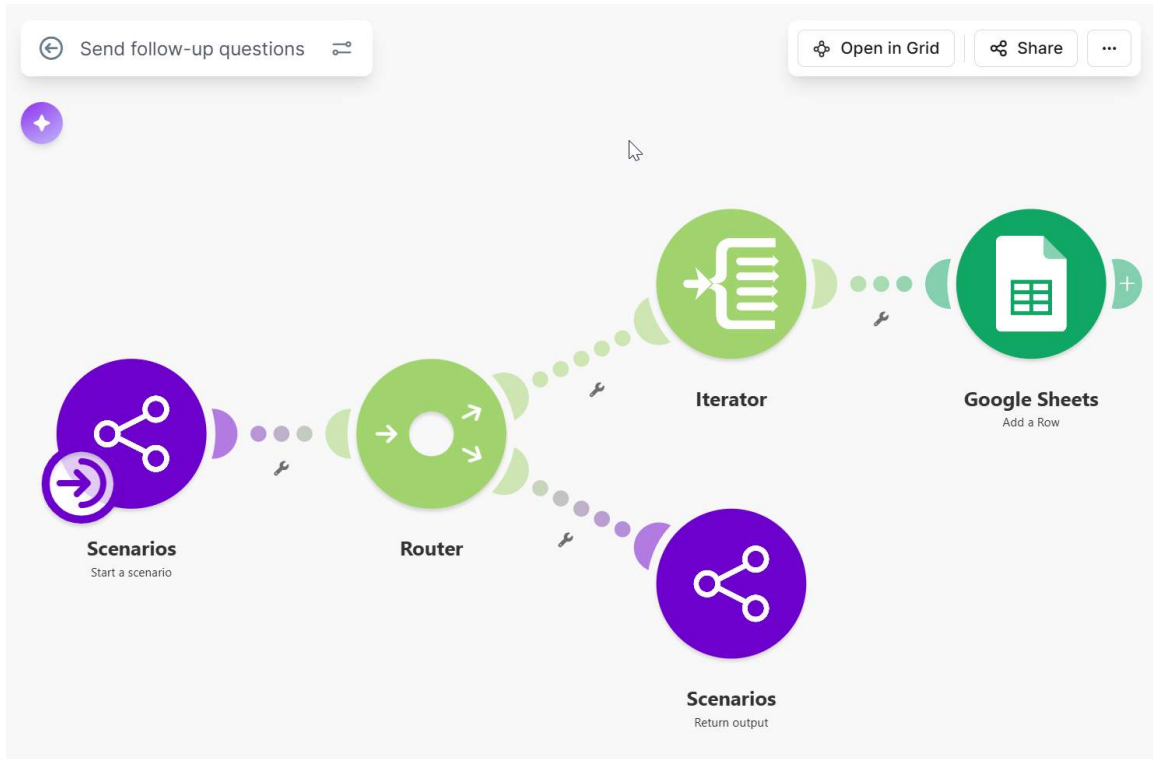 Send follow-up questions
Open in Grid
Share
Iterator
Google Sheets
Add a Row
Scenarios
Start a scenario
Router
Scenarios
Return output